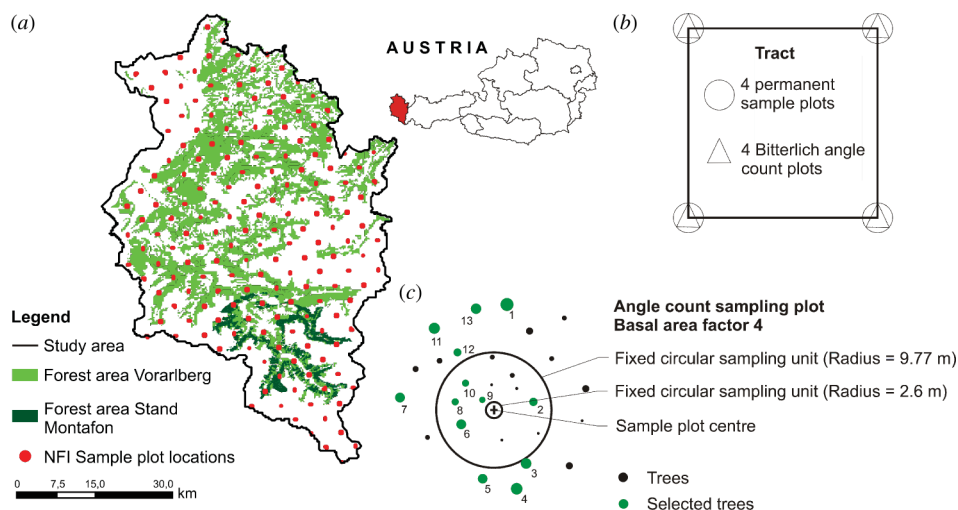 (a)
AUSTRIA
Legend
Study area
Forest area Vorarlberg
Forest area Stand
Montafon
NFI Sample plot locations
0 7,5 15,0 30,0
km
(b)
Tract
4 permanent
sample plots
4 Bitterlich angle
count plots
(c)
1
13
11
12
10
9
7
8
2
6
3
5
4
Angle count sampling plot
Basal area factor 4
Fixed circular sampling unit (Radius = 9.77 m)
Fixed circular sampling unit (Radius = 2.6 m)
Sample plot centre
Trees
Selected trees